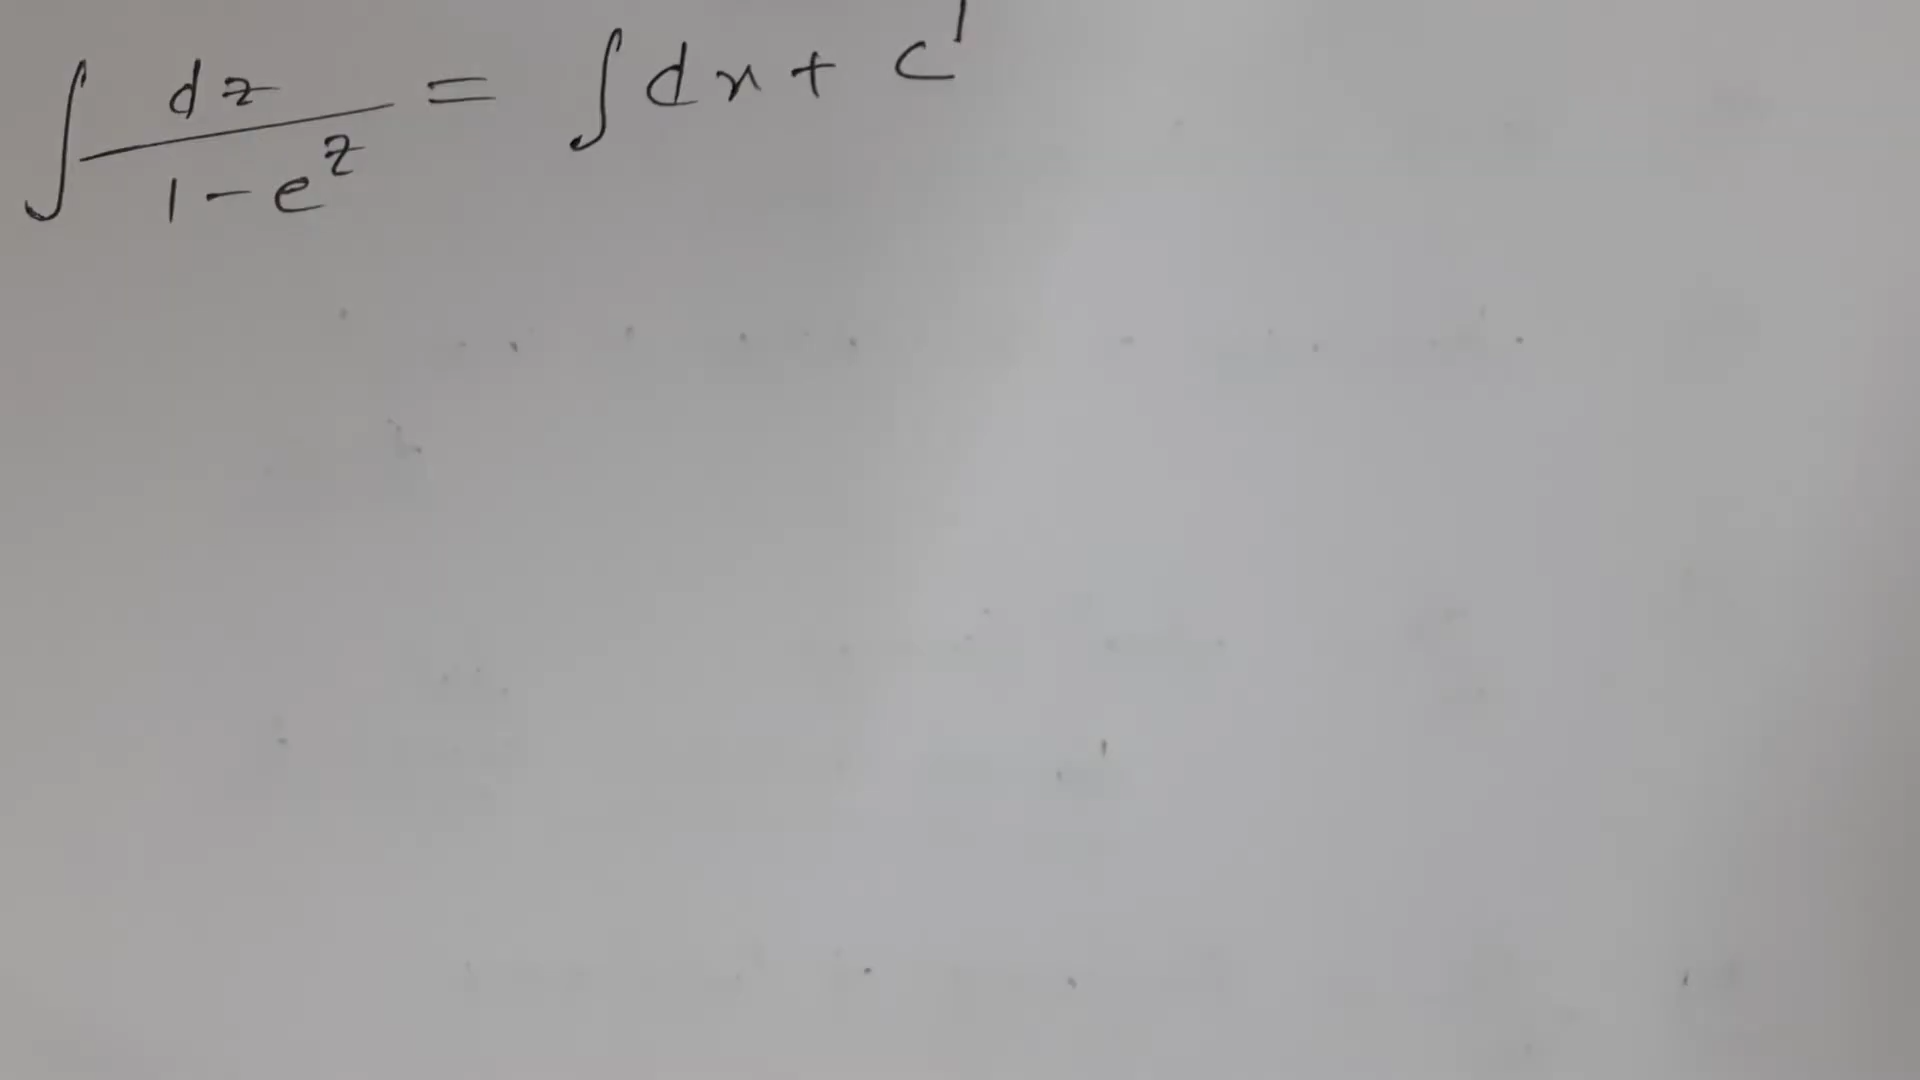 ∫ dz / (1 - e^z) = ∫ dx + c'